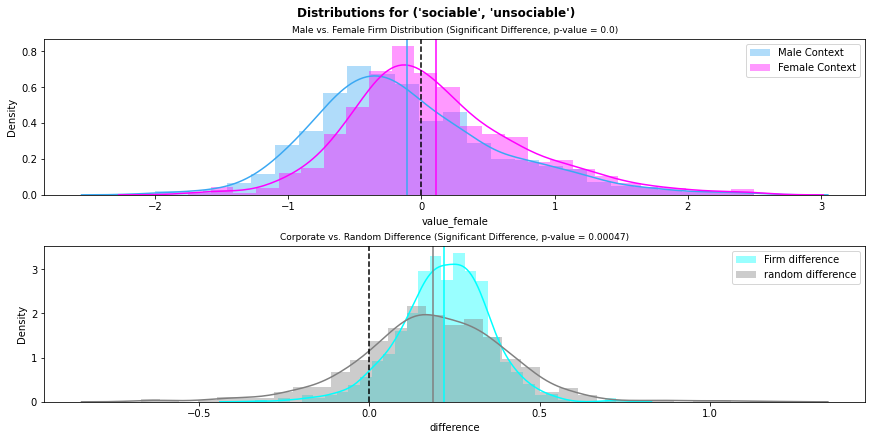 Distributions for ('sociable', 'unsociable')
Male vs. Female Firm Distribution (Significant Difference, p-value = 0.0)
Density
0.8
0.6
0.4
0.2
0.0
Male Context
Female Context
−2
−1
0
1
2
3
value_female
Corporate vs. Random Difference (Significant Difference, p-value = 0.00047)
Density
3
2
1
0
Firm difference
random difference
−0.5
0.0
0.5
1.0
difference